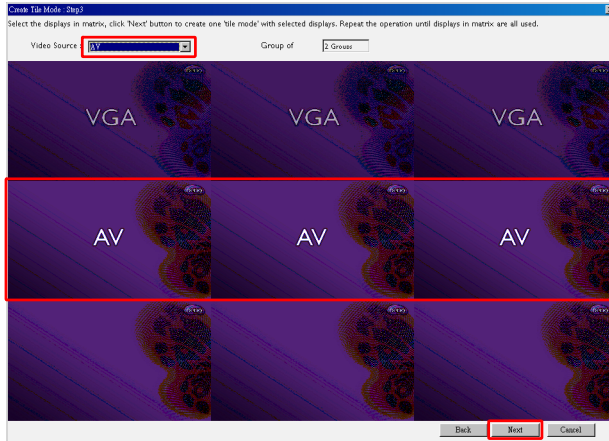 Create Tile Mode : Step3
Select the displays in matrix, click 'Next' button to create one 'tile mode' with selected displays. Repeat the operation until displays in matrix are all used.
Video Source : AV Group of 2 Groups
VGA VGA VGA
AV AV AV
Back Next Cancel